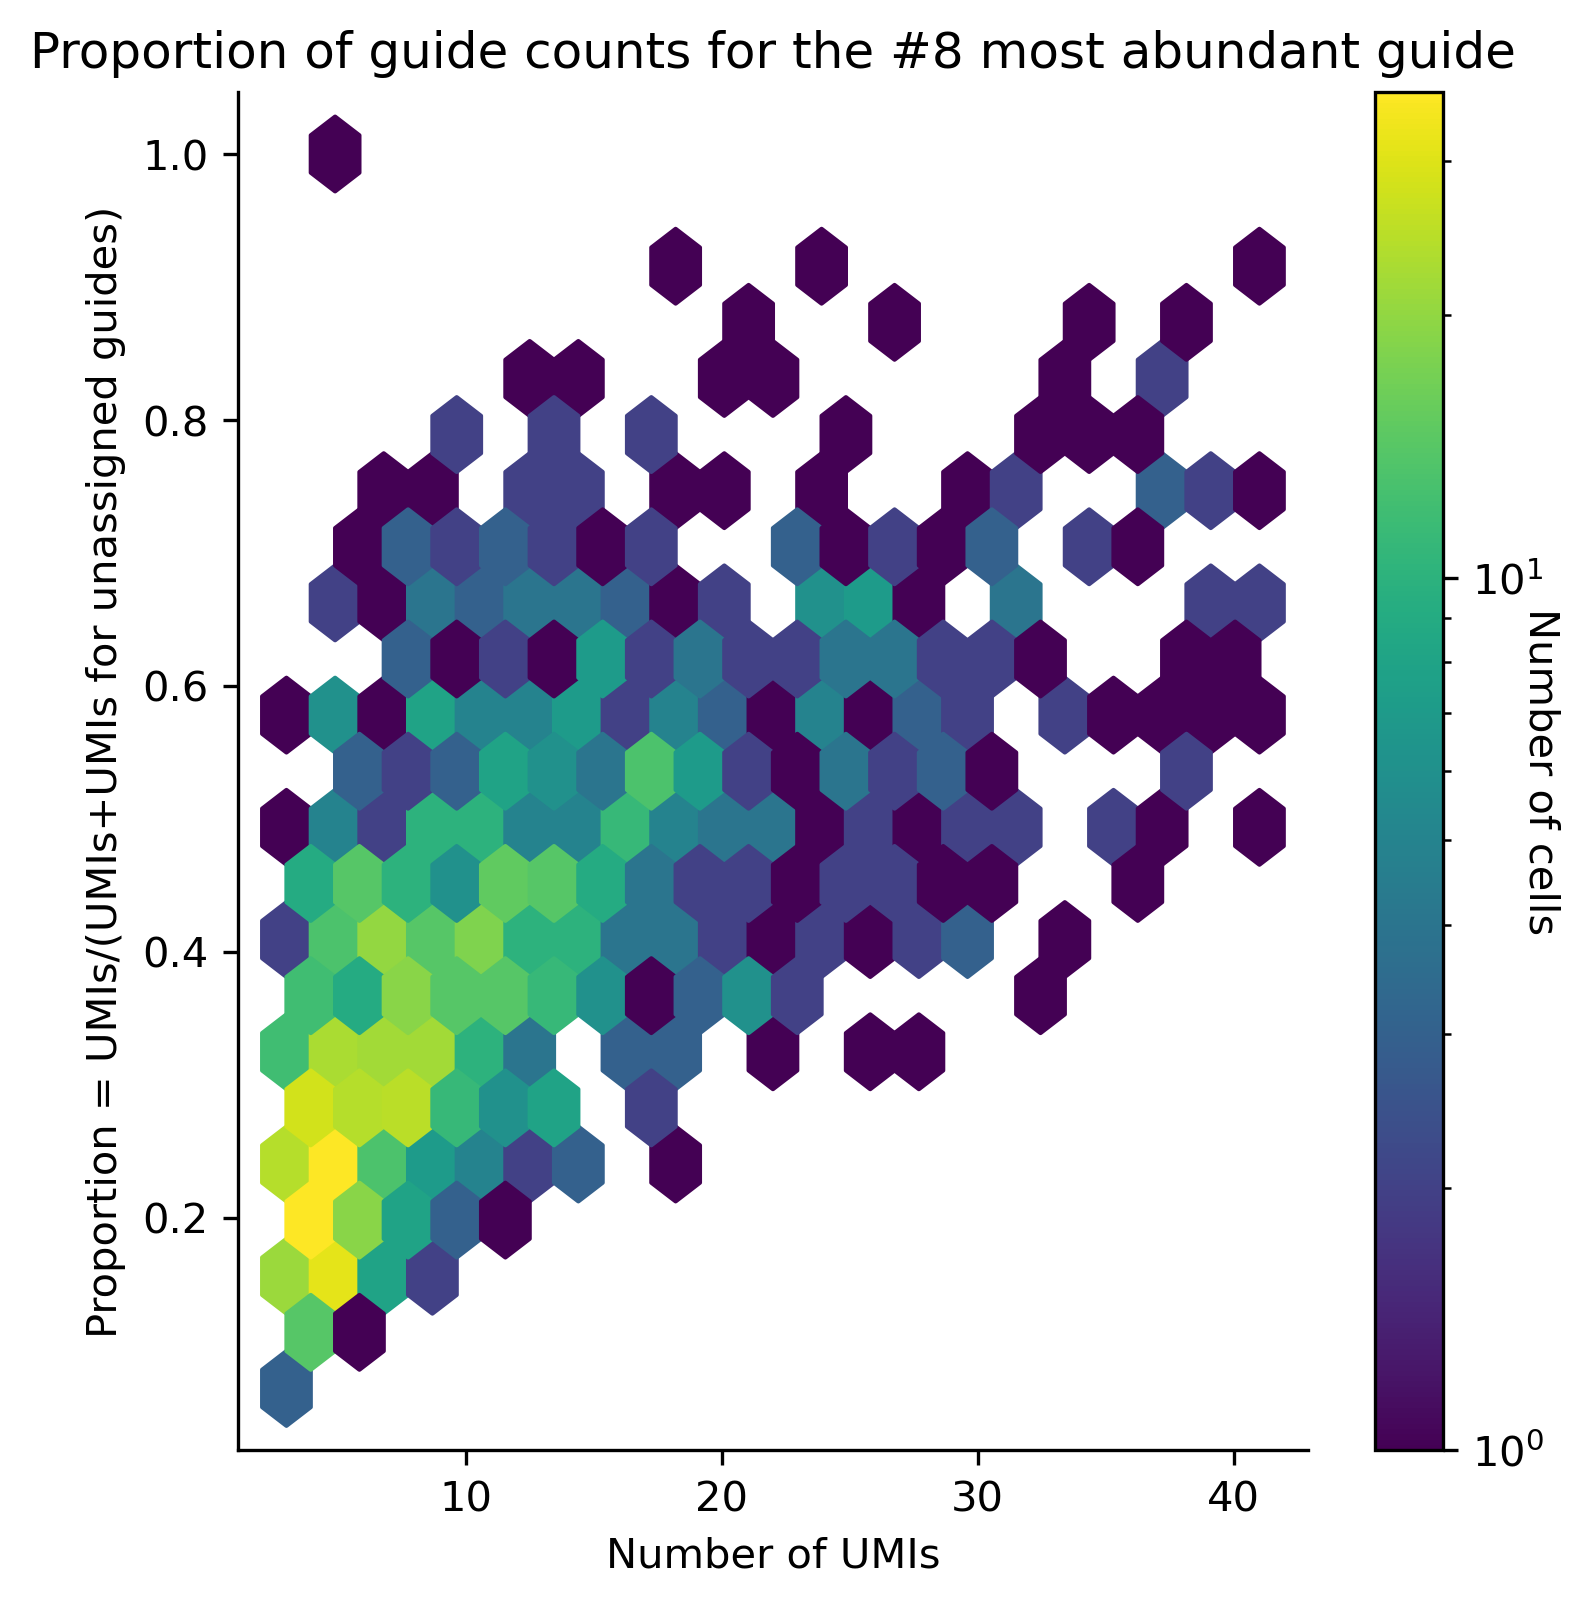 Proportion of guide counts for the #8 most abundant guide
Proportion = UMIs/(UMIs+UMIs for unassigned guides)
1.0
0.8
0.6
0.4
0.2
10
20
30
40
Number of UMIs
10¹
10⁰
Number of cells